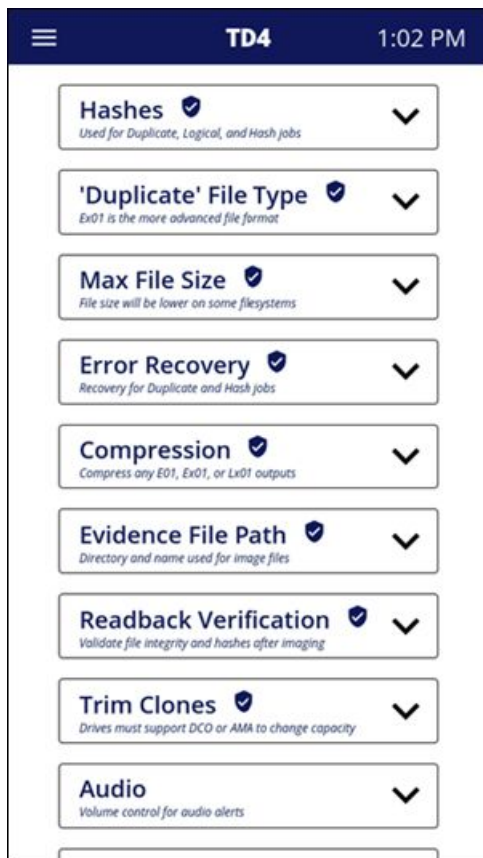 TD4 1:02 PM
Hashes
Used for Duplicate, Logical, and Hash jobs
'Duplicate' File Type
Ex01 is the more advanced file format
Max File Size
File size will be lower on some filesystems
Error Recovery
Recovery for Duplicate and Hash jobs
Compression
Compress any E01, Ex01, or Lx01 outputs
Evidence File Path
Directory and name used for image files
Readback Verification
Validate file integrity and hashes after imaging
Trim Clones
Drives must support DCO or AMA to change capacity
Audio
Volume control for audio alerts